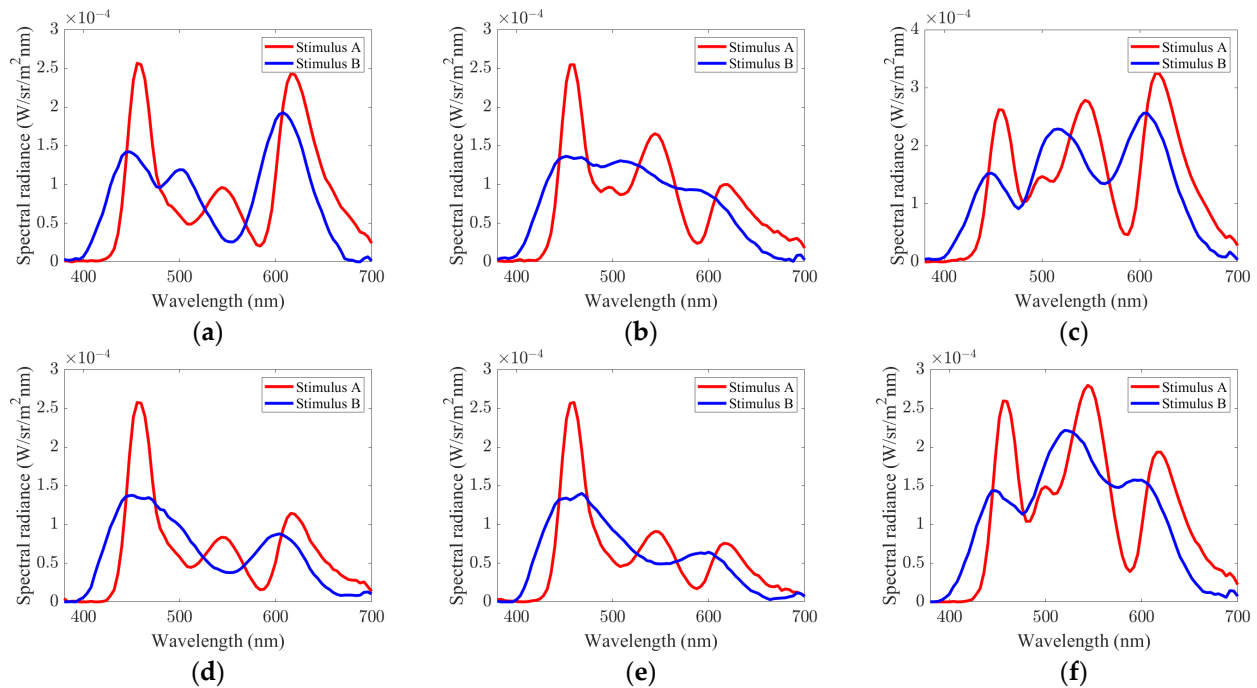 ×10⁻⁴
3
2.5
2
1.5
1
0.5
0
400
500
600
700
Spectral radiance (W/sr/m²nm)
Wavelength (nm)
Stimulus A
Stimulus B
(a)
×10⁻⁴
3
2.5
2
1.5
1
0.5
0
400
500
600
700
Spectral radiance (W/sr/m²nm)
Wavelength (nm)
Stimulus A
Stimulus B
(b)
×10⁻⁴
4
3
2
1
0
400
500
600
700
Spectral radiance (W/sr/m²nm)
Wavelength (nm)
Stimulus A
Stimulus B
(c)
×10⁻⁴
3
2.5
2
1.5
1
0.5
0
400
500
600
700
Spectral radiance (W/sr/m²nm)
Wavelength (nm)
Stimulus A
Stimulus B
(d)
×10⁻⁴
3
2.5
2
1.5
1
0.5
0
400
500
600
700
Spectral radiance (W/sr/m²nm)
Wavelength (nm)
Stimulus A
Stimulus B
(e)
×10⁻⁴
3
2.5
2
1.5
1
0.5
0
400
500
600
700
Spectral radiance (W/sr/m²nm)
Wavelength (nm)
Stimulus A
Stimulus B
(f)